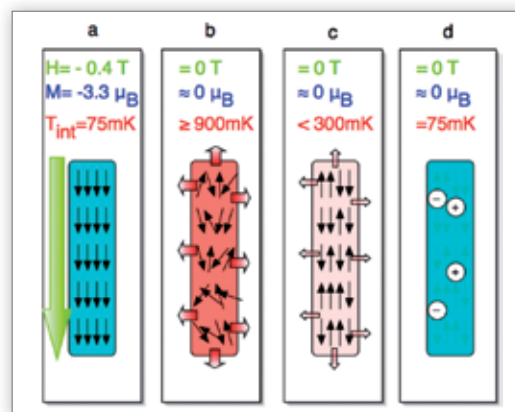 a
H= - 0.4 T
M= -3.3 μB
Tint=75mK
b
= 0 T
≈ 0 μB
≥ 900mK
c
= 0 T
≈ 0 μB
< 300mK
d
= 0 T
≈ 0 μB
=75mK
−
+
+
−